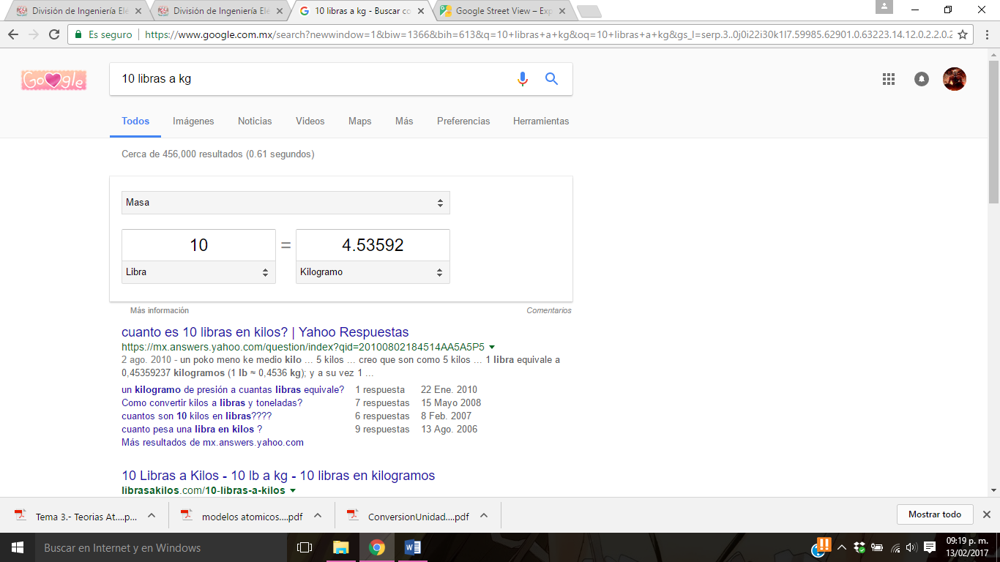 División de Ingeniería Elé
División de Ingeniería Elé
10 libras a kg - Buscar co
Google Street View – Exp
Es seguro
https://www.google.com.mx/search?newwindow=1&biw=1366&bih=613&q=10+libras+a+kg&oq=10+libras+a+kg&gs_l=serp.3..0j0i22i30k1l7.59985.62901.0.63223.14.12.0.2.2.0.2
Google
10 libras a kg
Todos Imágenes Noticias Videos Maps Más Preferencias Herramientas
Cerca de 456,000 resultados (0.61 segundos)
Masa
10 = 4.53592
Libra Kilogramo
Más información Comentarios
cuanto es 10 libras en kilos? | Yahoo Respuestas
https://mx.answers.yahoo.com/question/index?qid=20100802184514AA5A5P5
2 ago. 2010 - un poko meno ke medio kilo ... 5 kilos ... creo que son como 5 kilos ... 1 libra equivale a
0,45359237 kilogramos (1 lb ≈ 0,4536 kg); y a su vez 1 ...
un kilogramo de presión a cuantas libras equivale? 1 respuesta 22 Ene. 2010
Como convertir kilos a libras y toneladas? 7 respuestas 15 Mayo 2008
cuantos son 10 kilos en libras???? 6 respuestas 8 Feb. 2007
cuanto pesa una libra en kilos ? 9 respuestas 13 Ago. 2006
Más resultados de mx.answers.yahoo.com
10 Libras a Kilos - 10 lb a kg - 10 libras en kilogramos
librasakilos.com/10-libras-a-kilos
Tema 3.- Teorias At....p...
modelos atomicos....pdf
ConversionUnidad....pdf
Mostrar todo
Buscar en Internet y en Windows
09:19 p. m.
13/02/2017